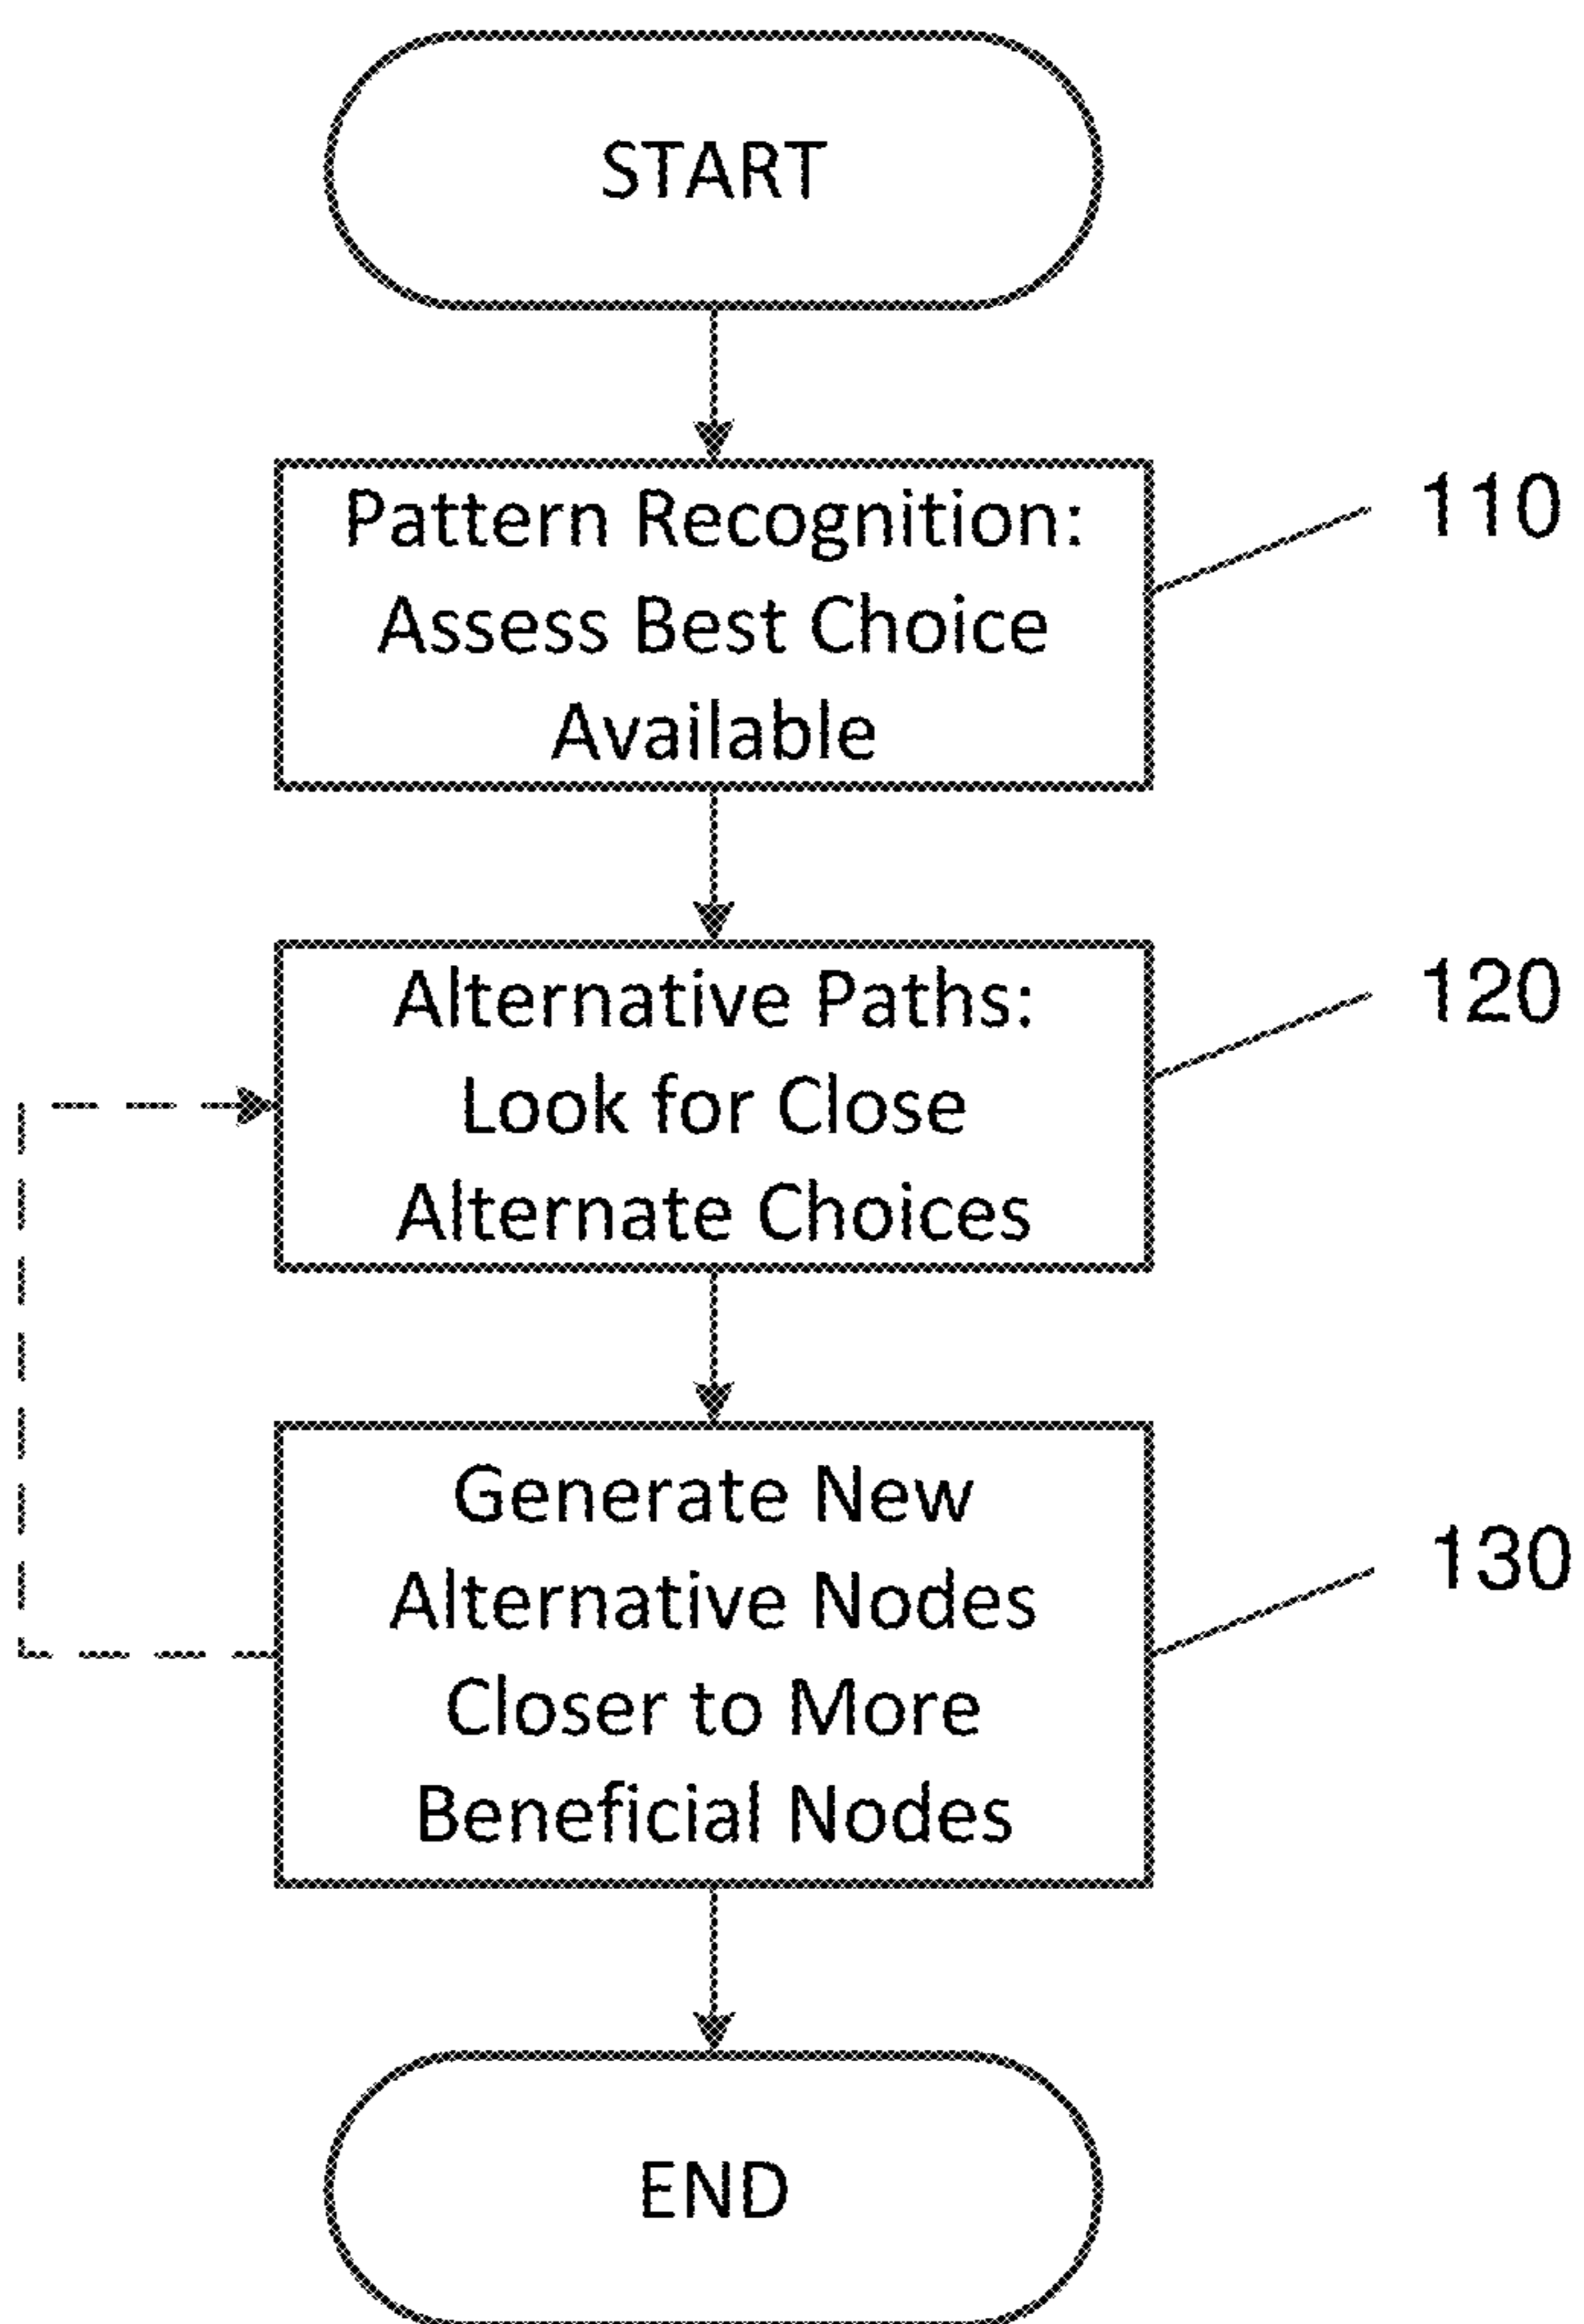 START
Pattern Recognition:
Assess Best Choice
Available
110
Alternative Paths:
Look for Close
Alternate Choices
120
Generate New
Alternative Nodes
Closer to More
Beneficial Nodes
130
END